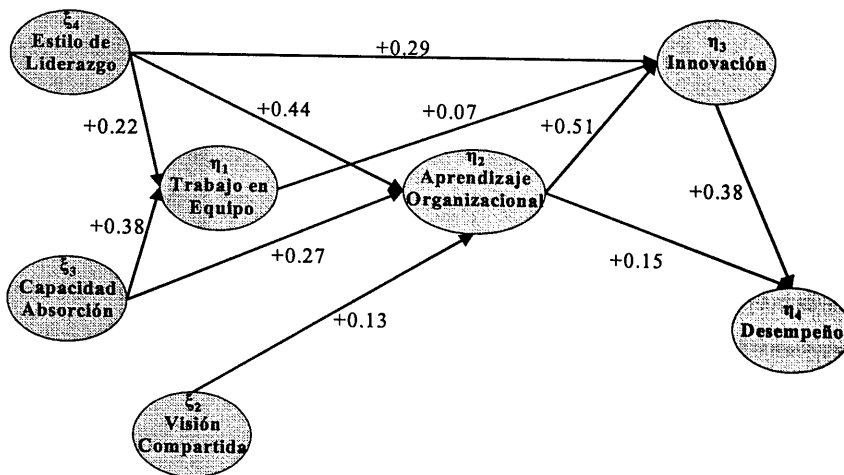 ξ4
Estilo de
Liderazgo
+0.29
η3
Innovación
+0.44
+0.07
+0.22
+0.51
η1
Trabajo en
Equipo
η2
Aprendizaje
Organizacional
+0.38
+0.38
+0.27
+0.15
ξ3
Capacidad
Absorción
+0.13
η4
Desempeño
ξ2
Visión
Compartida